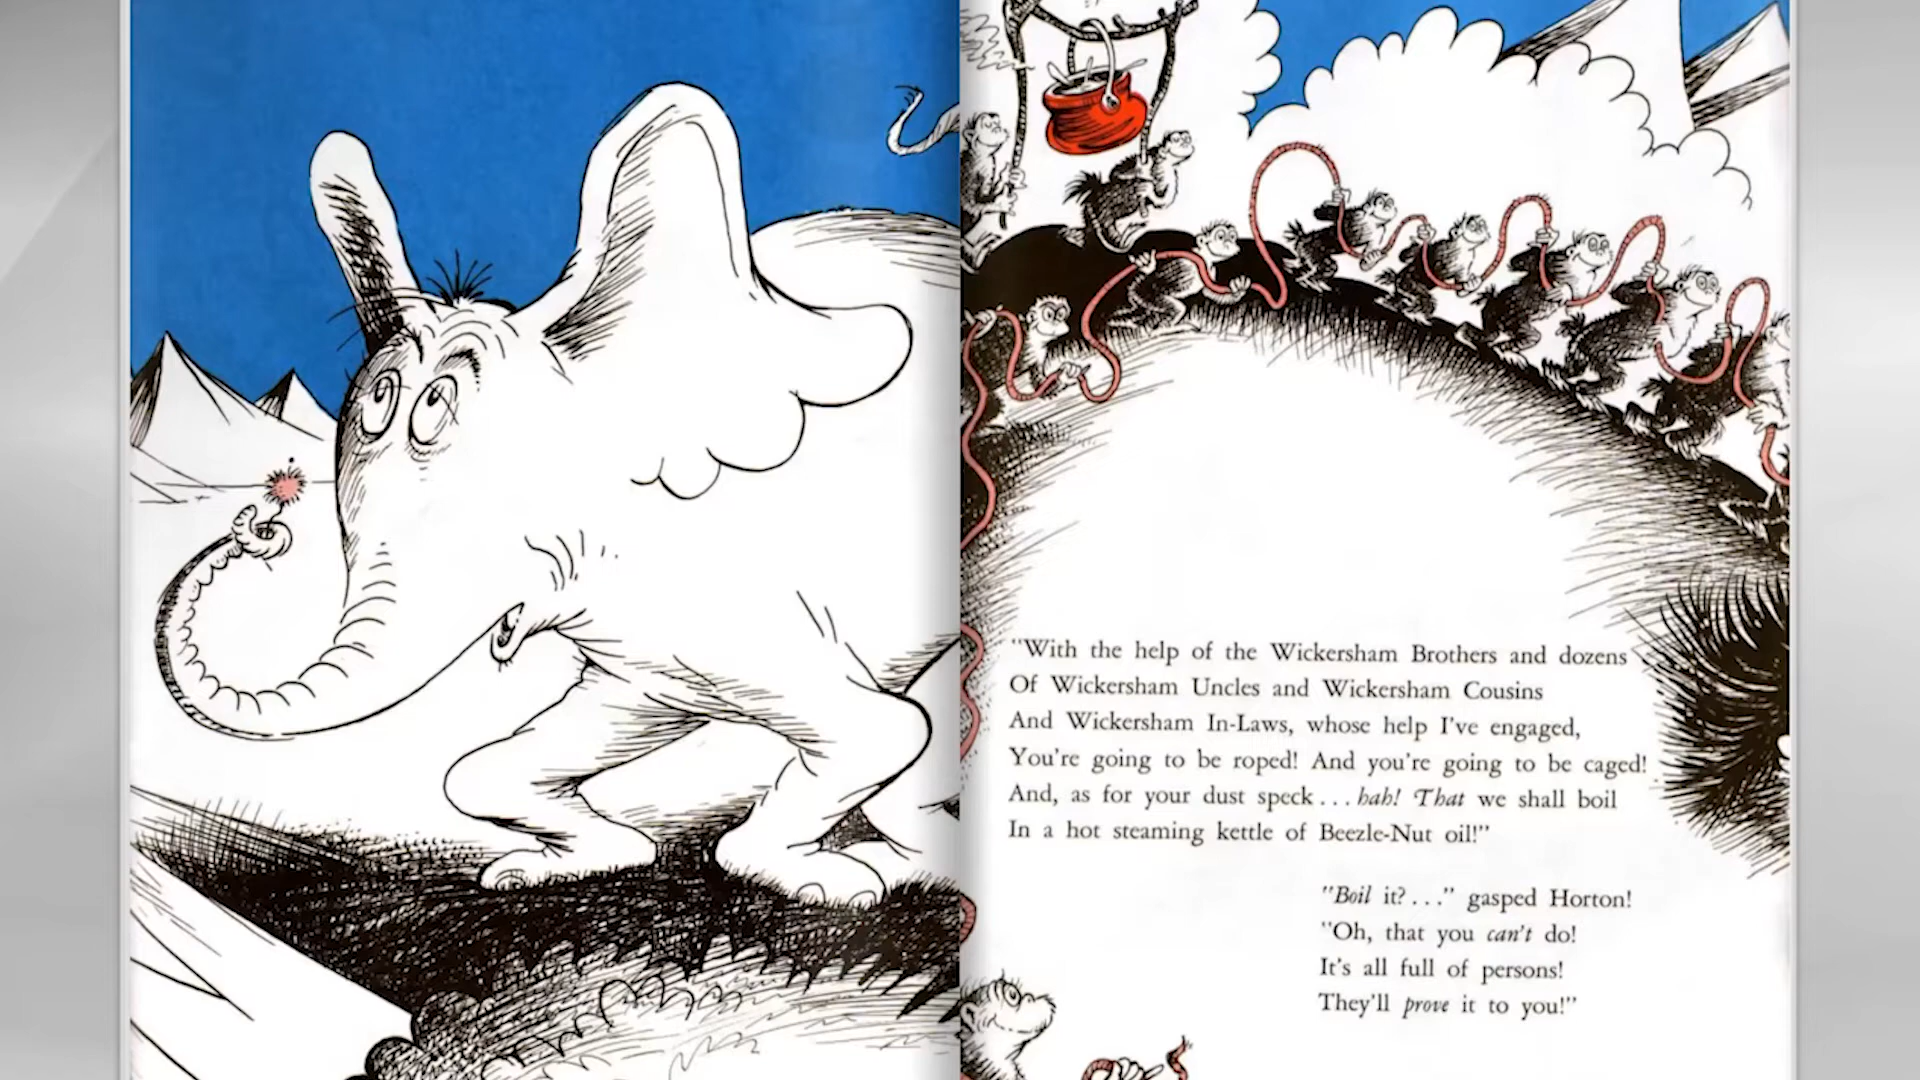 "With the help of the Wickersham Brothers and dozens
Of Wickersham Uncles and Wickersham Cousins
And Wickersham In-Laws, whose help I've engaged,
You're going to be roped! And you're going to be caged!
And, as for your dust speck... hah! That we shall boil
In a hot steaming kettle of Beezle-Nut oil!"
"Boil it?..." gasped Horton!
"Oh, that you can't do!
It's all full of persons!
They'll prove it to you!"